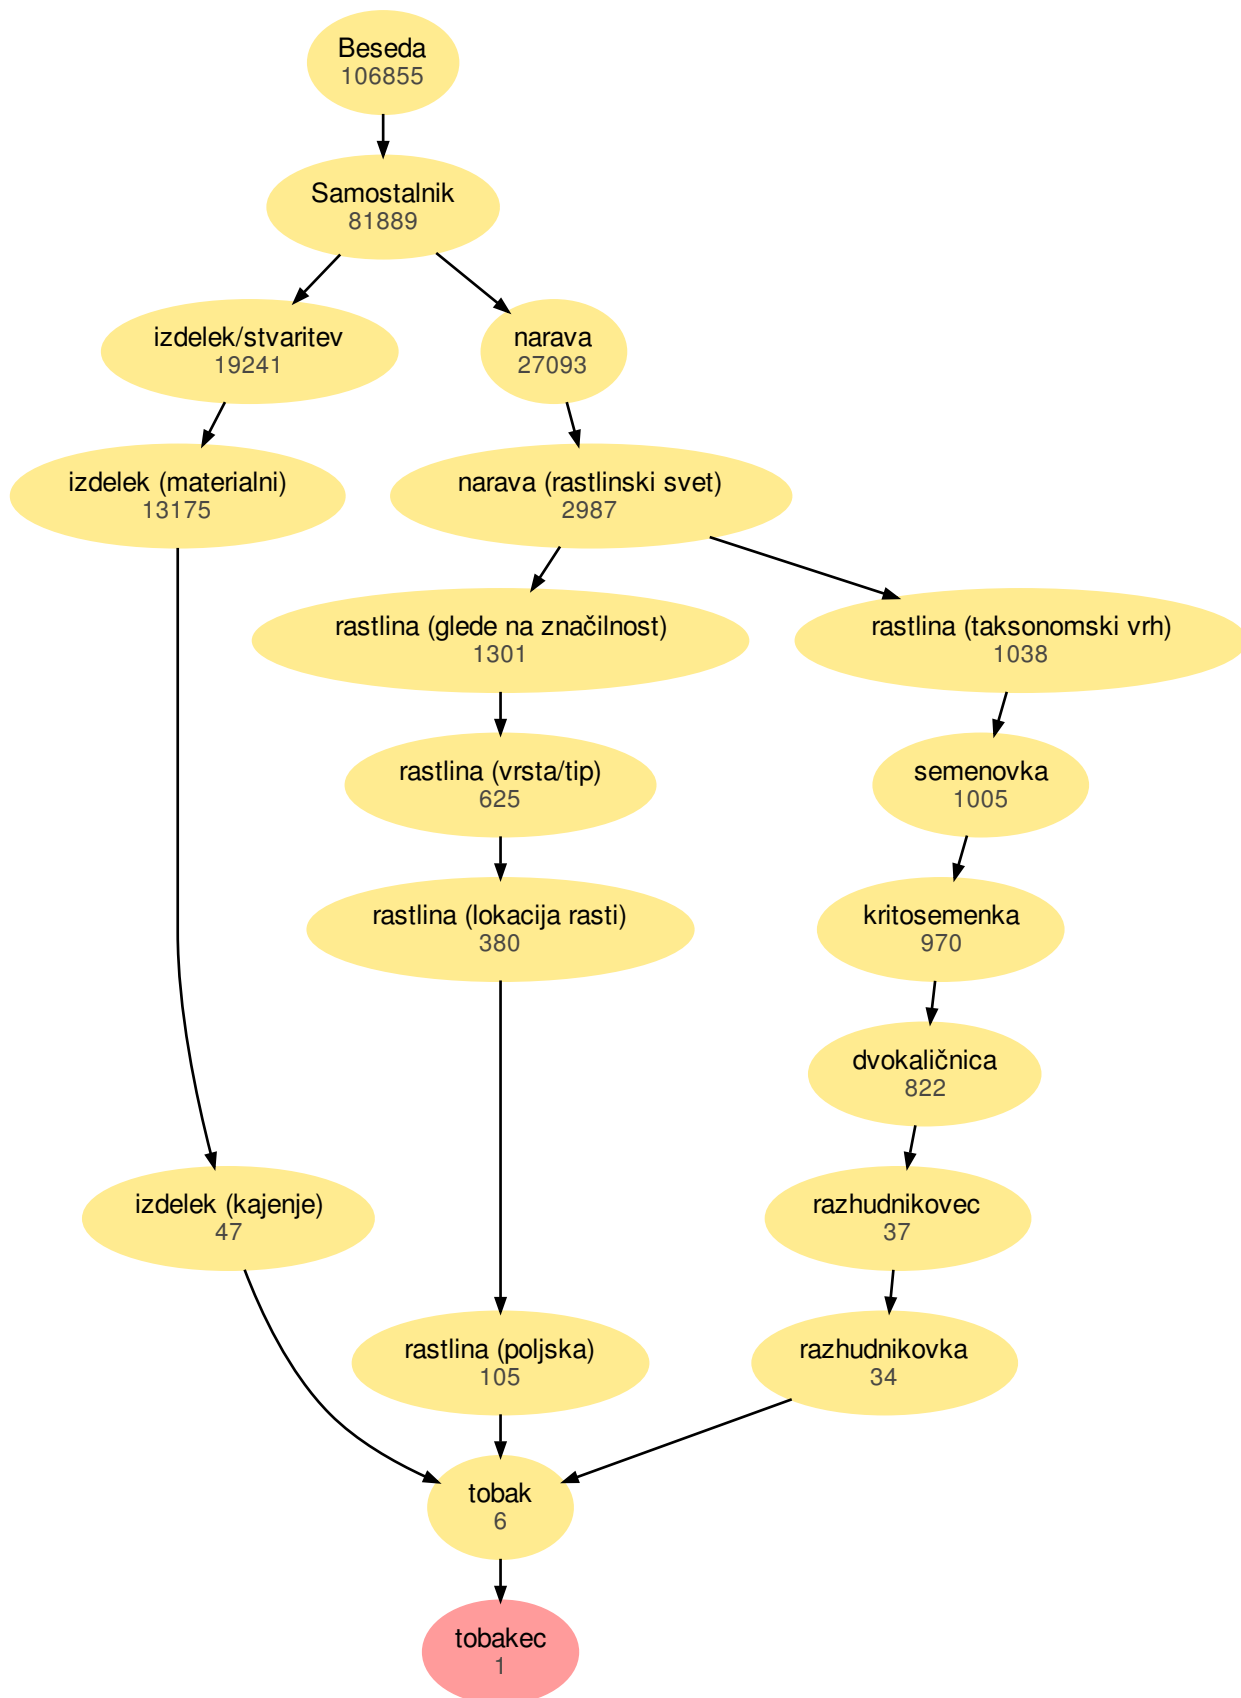 Beseda
106855
Samostalnik
81889
izdelek/stvaritev
19241
narava
27093
izdelek (materialni)
13175
narava (rastlinski svet)
2987
rastlina (glede na značilnost)
1301
rastlina (taksonomski vrh)
1038
rastlina (vrsta/tip)
625
semenovka
1005
rastlina (lokacija rasti)
380
kritosemenka
970
dvokaličnica
822
izdelek (kajenje)
47
razhudnikovec
37
rastlina (poljska)
105
razhudnikovka
34
tobak
6
tobakec
1